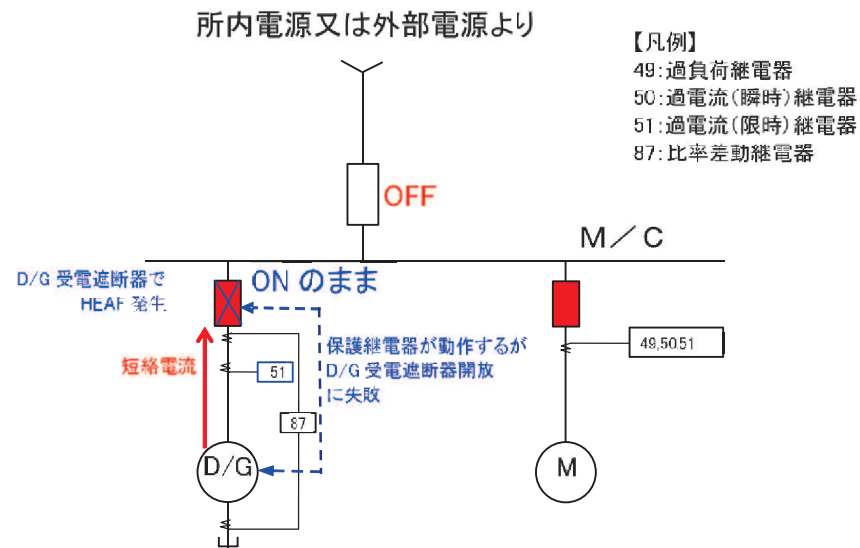 所内電源又は外部電源より
【凡例】
49:過負荷継電器
50:過電流(瞬時)継電器
51:過電流(限時)継電器
87:比率差動継電器
OFF
M/C
D/G 受電遮断器で
HEAF 発生
ONのまま
保護継電器が動作するが
D/G 受電遮断器開放
に失敗
短絡電流
51
87
49,5051
D/G
M